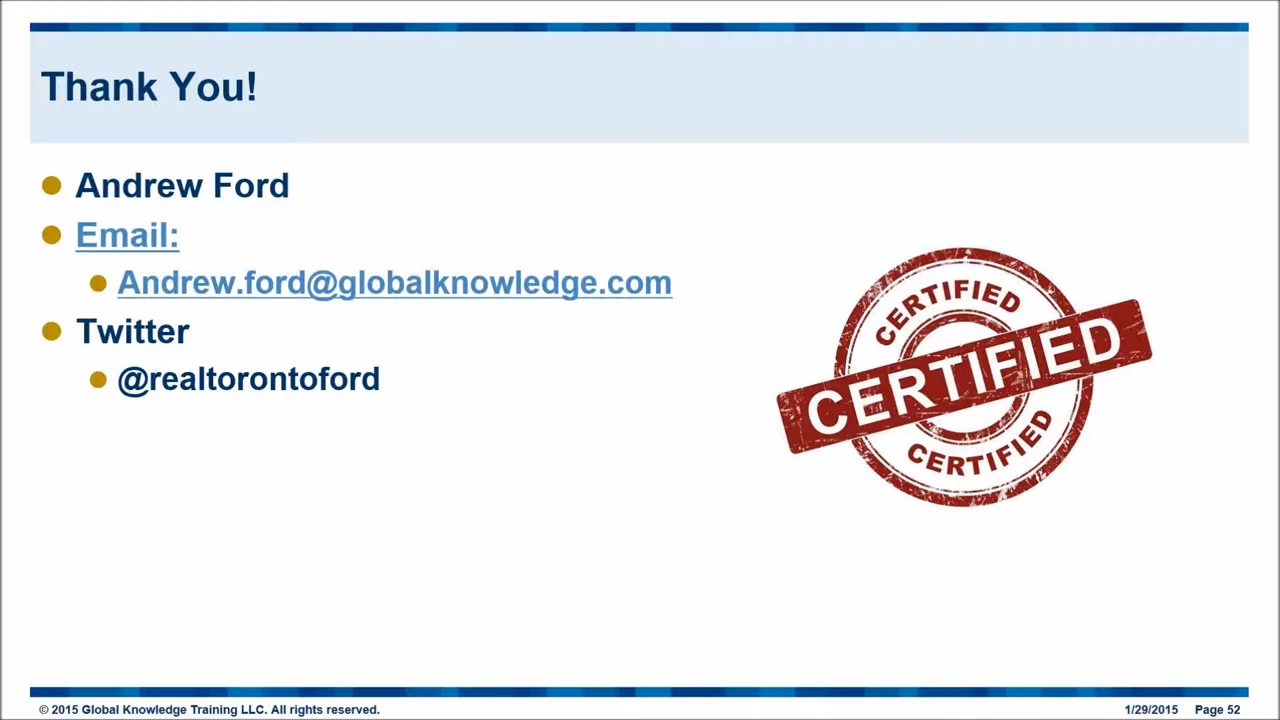 Thank You!
Andrew Ford
Email:
Andrew.ford@globalknowledge.com
Twitter
@realtorontoford
CERTIFIED
CERTIFIED
CERTIFIED
© 2015 Global Knowledge Training LLC. All rights reserved.
1/29/2015 Page 52